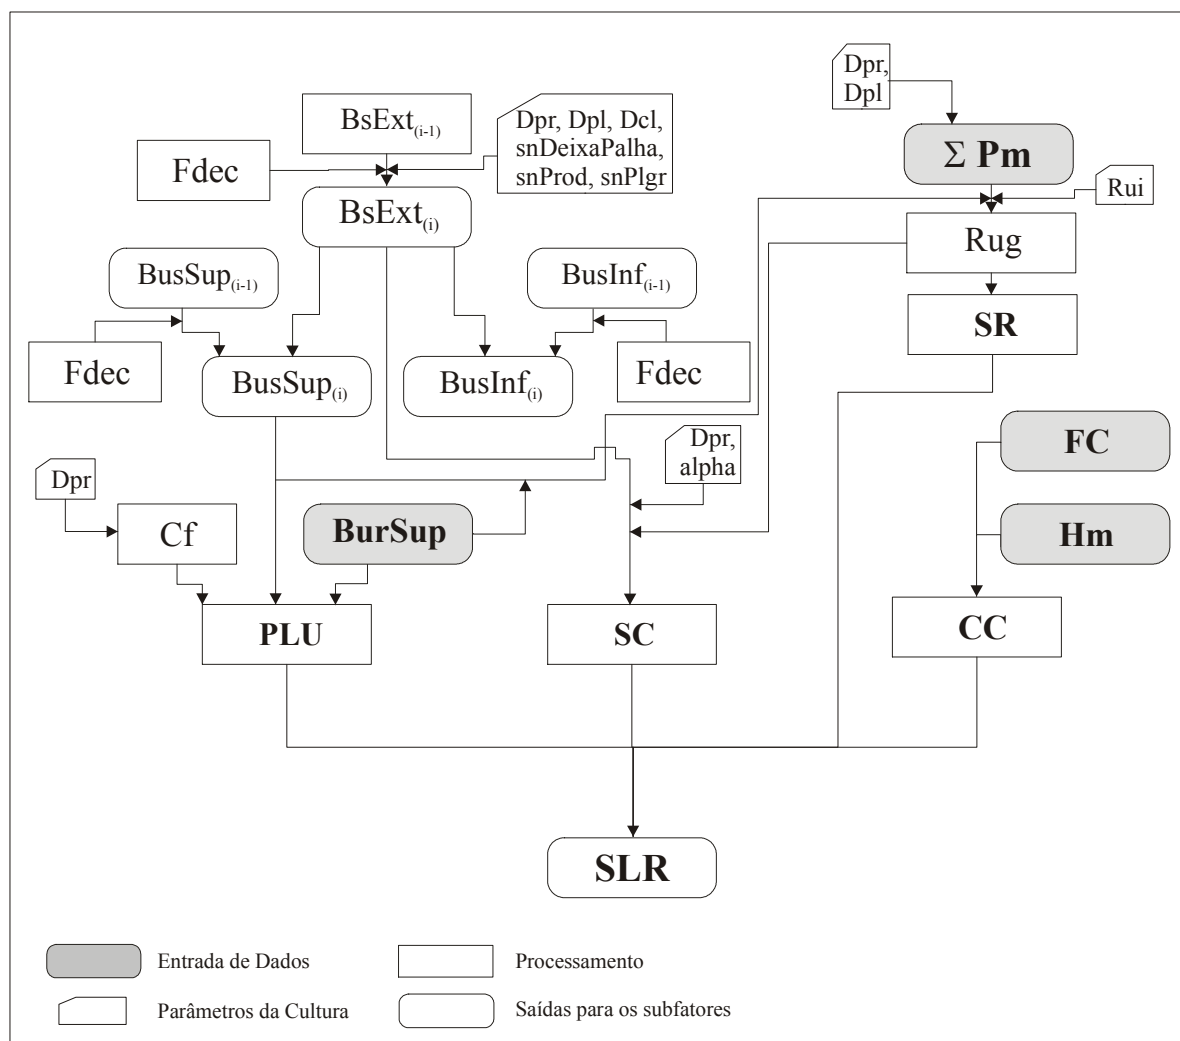 BsExt(i-1)
Dpr, Dpl, Dcl,
snDeixaPalha,
snProd, snPlgr
Dpr,
Dpl
Σ Pm
Fdec
Rui
BsExt(i)
Rug
BusSup(i-1)
BusInf(i-1)
SR
Fdec
BusSup(i)
BusInf(i)
Fdec
FC
Dpr,
alpha
Dpr
Cf
BurSup
Hm
PLU
SC
CC
SLR
Entrada de Dados
Processamento
Parâmetros da Cultura
Saídas para os subfatores